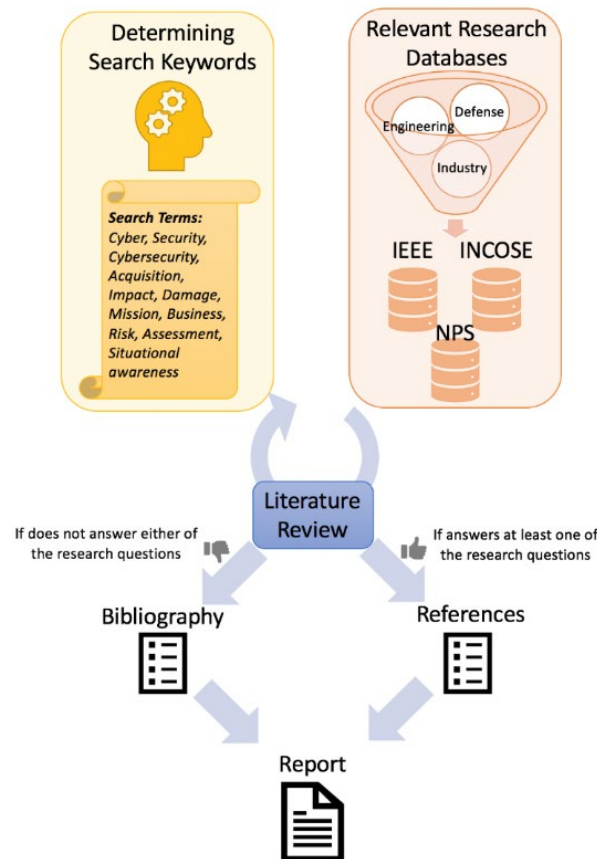 Determining
Search Keywords
Search Terms:
Cyber, Security,
Cybersecurity,
Acquisition,
Impact, Damage,
Mission, Business,
Risk, Assessment,
Situational
awareness
Relevant Research
Databases
Defense
Engineering
Industry
IEEE
INCOSE
NPS
Literature
Review
If does not answer either of
the research questions
If answers at least one of
the research questions
Bibliography
References
Report